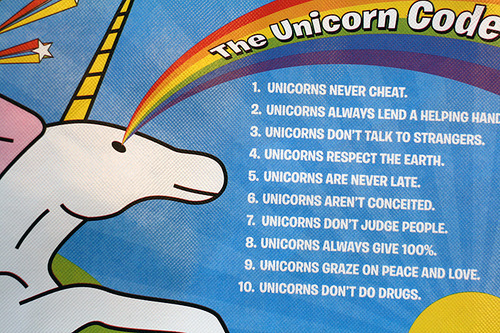 The Unicorn Code
1. UNICORNS NEVER CHEAT.
2. UNICORNS ALWAYS LEND A HELPING HAND
3. UNICORNS DON'T TALK TO STRANGERS.
4. UNICORNS RESPECT THE EARTH.
5. UNICORNS ARE NEVER LATE.
6. UNICORNS AREN'T CONCEITED.
7. UNICORNS DON'T JUDGE PEOPLE.
8. UNICORNS ALWAYS GIVE 100%.
9. UNICORNS GRAZE ON PEACE AND LOVE.
10. UNICORNS DON'T DO DRUGS.